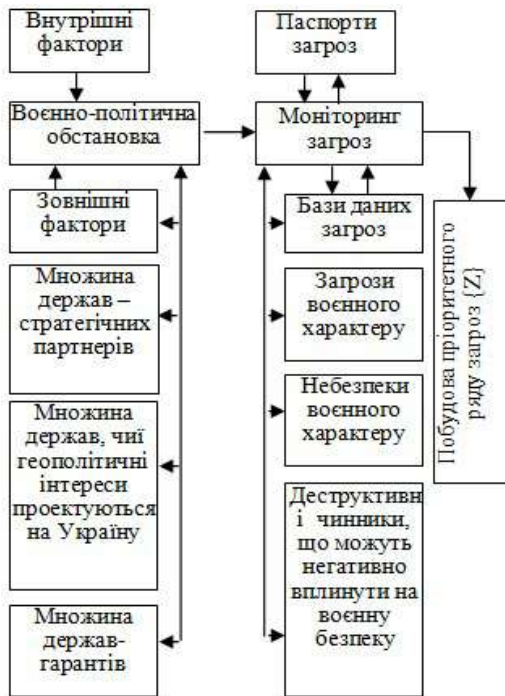 Внутрішні
фактори
Воєнно-політична
обстановка
Зовнішні
фактори
Множина
держав –
стратегічних
партнерів
Множина
держав, чиї
геополітичні
інтереси
проектуються
на Україну
Множина
держав-
гарантів
Паспорти
загроз
Моніторинг
загроз
Бази даних
загроз
Загрози
воєнного
характеру
Небезпеки
воєнного
характеру
Деструктивн
і чинники,
що можуть
негативно
вплинути на
воєнну
безпеку
Побудова пріоритетного
ряду загроз {Z}